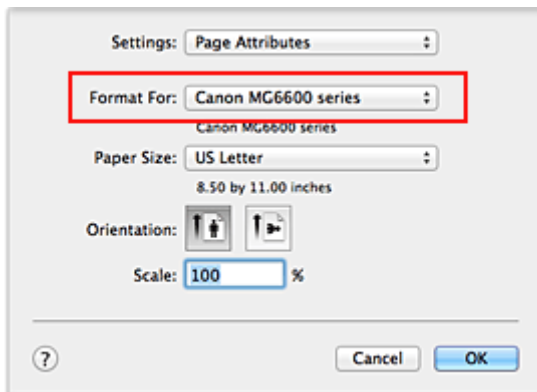 Settings: Page Attributes
Format For: Canon MG6600 series
Canon MG6600 series
Paper Size: US Letter
8.50 by 11.00 inches
Orientation:
Scale: 100 %
? Cancel OK